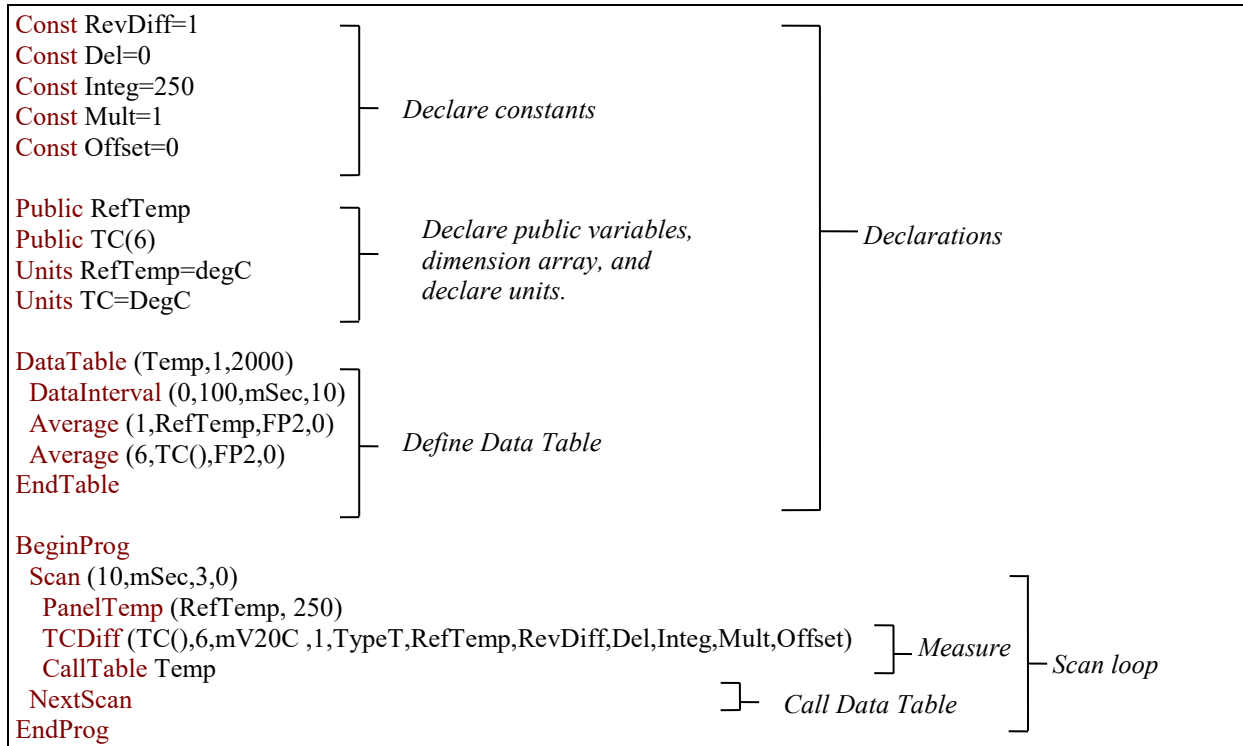 Const RevDiff=1
Const Del=0
Const Integ=250
Const Mult=1
Const Offset=0
Declare constants
Public RefTemp
Public TC(6)
Units RefTemp=degC
Units TC=DegC
Declare public variables,
dimension array, and
declare units.
Declarations
DataTable (Temp,1,2000)
DataInterval (0,100,mSec,10)
Average (1,RefTemp,FP2,0)
Average (6,TC(),FP2,0)
EndTable
Define Data Table
BeginProg
Scan (10,mSec,3,0)
PanelTemp (RefTemp, 250)
TCDiff (TC(),6,mV20C ,1,TypeT,RefTemp,RevDiff,Del,Integ,Mult,Offset)
CallTable Temp
NextScan
EndProg
Measure
Call Data Table
Scan loop